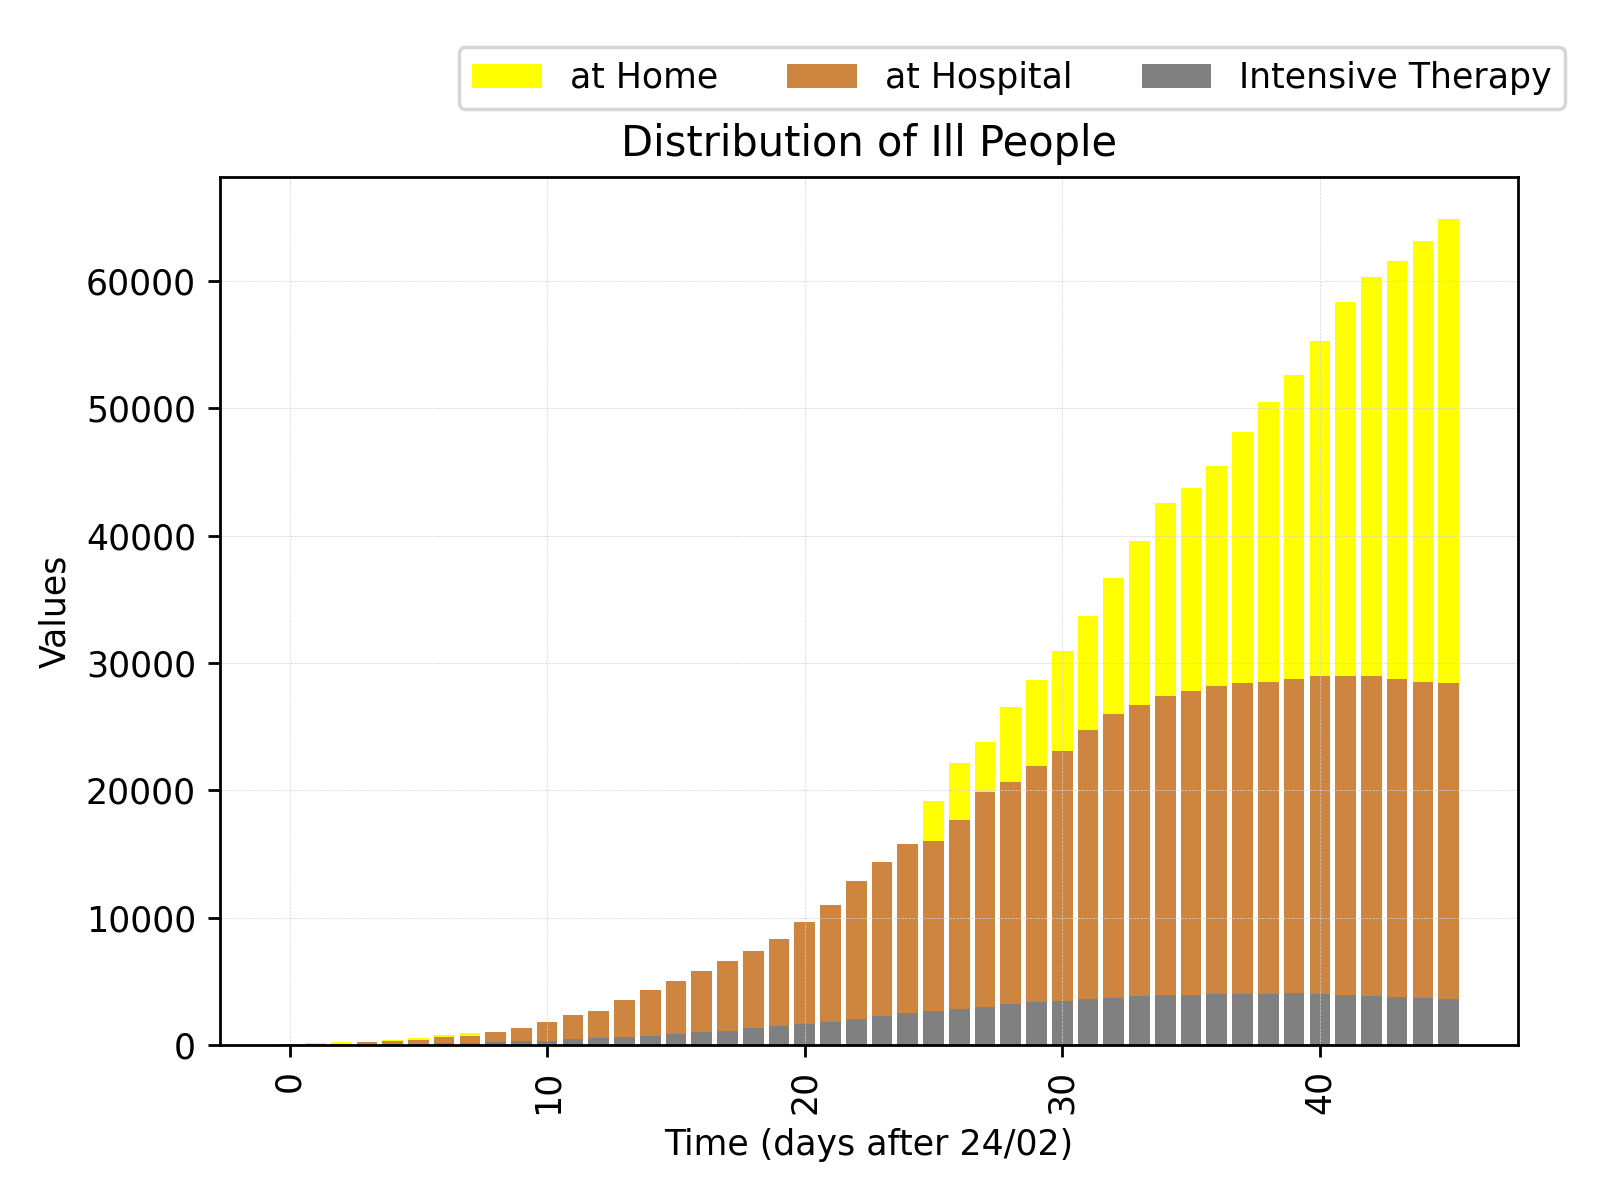 at Home at Hospital Intensive Therapy
Distribution of Ill People
60000
50000
40000
30000
20000
10000
0
Values
0 10 20 30 40
Time (days after 24/02)